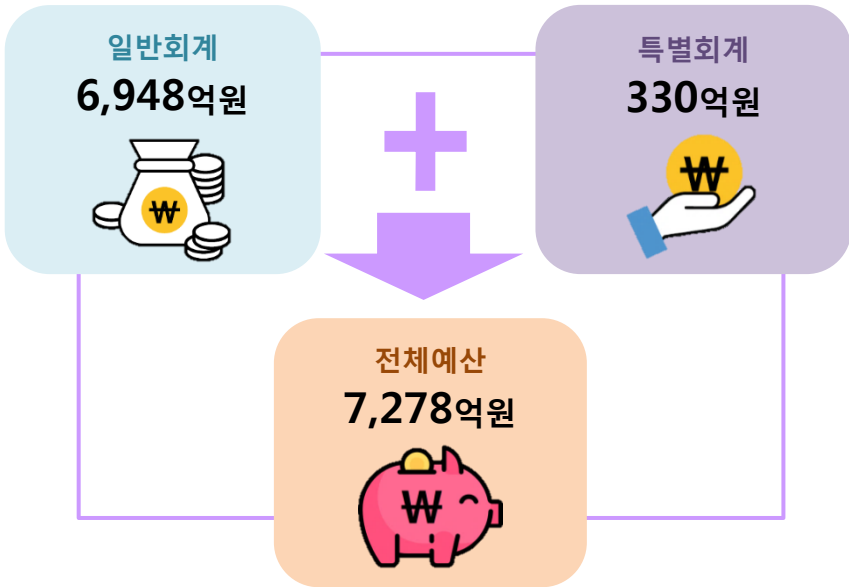 일반회계
6,948억원
₩
+
특별회계
330억원
₩
전체예산
7,278억원
₩